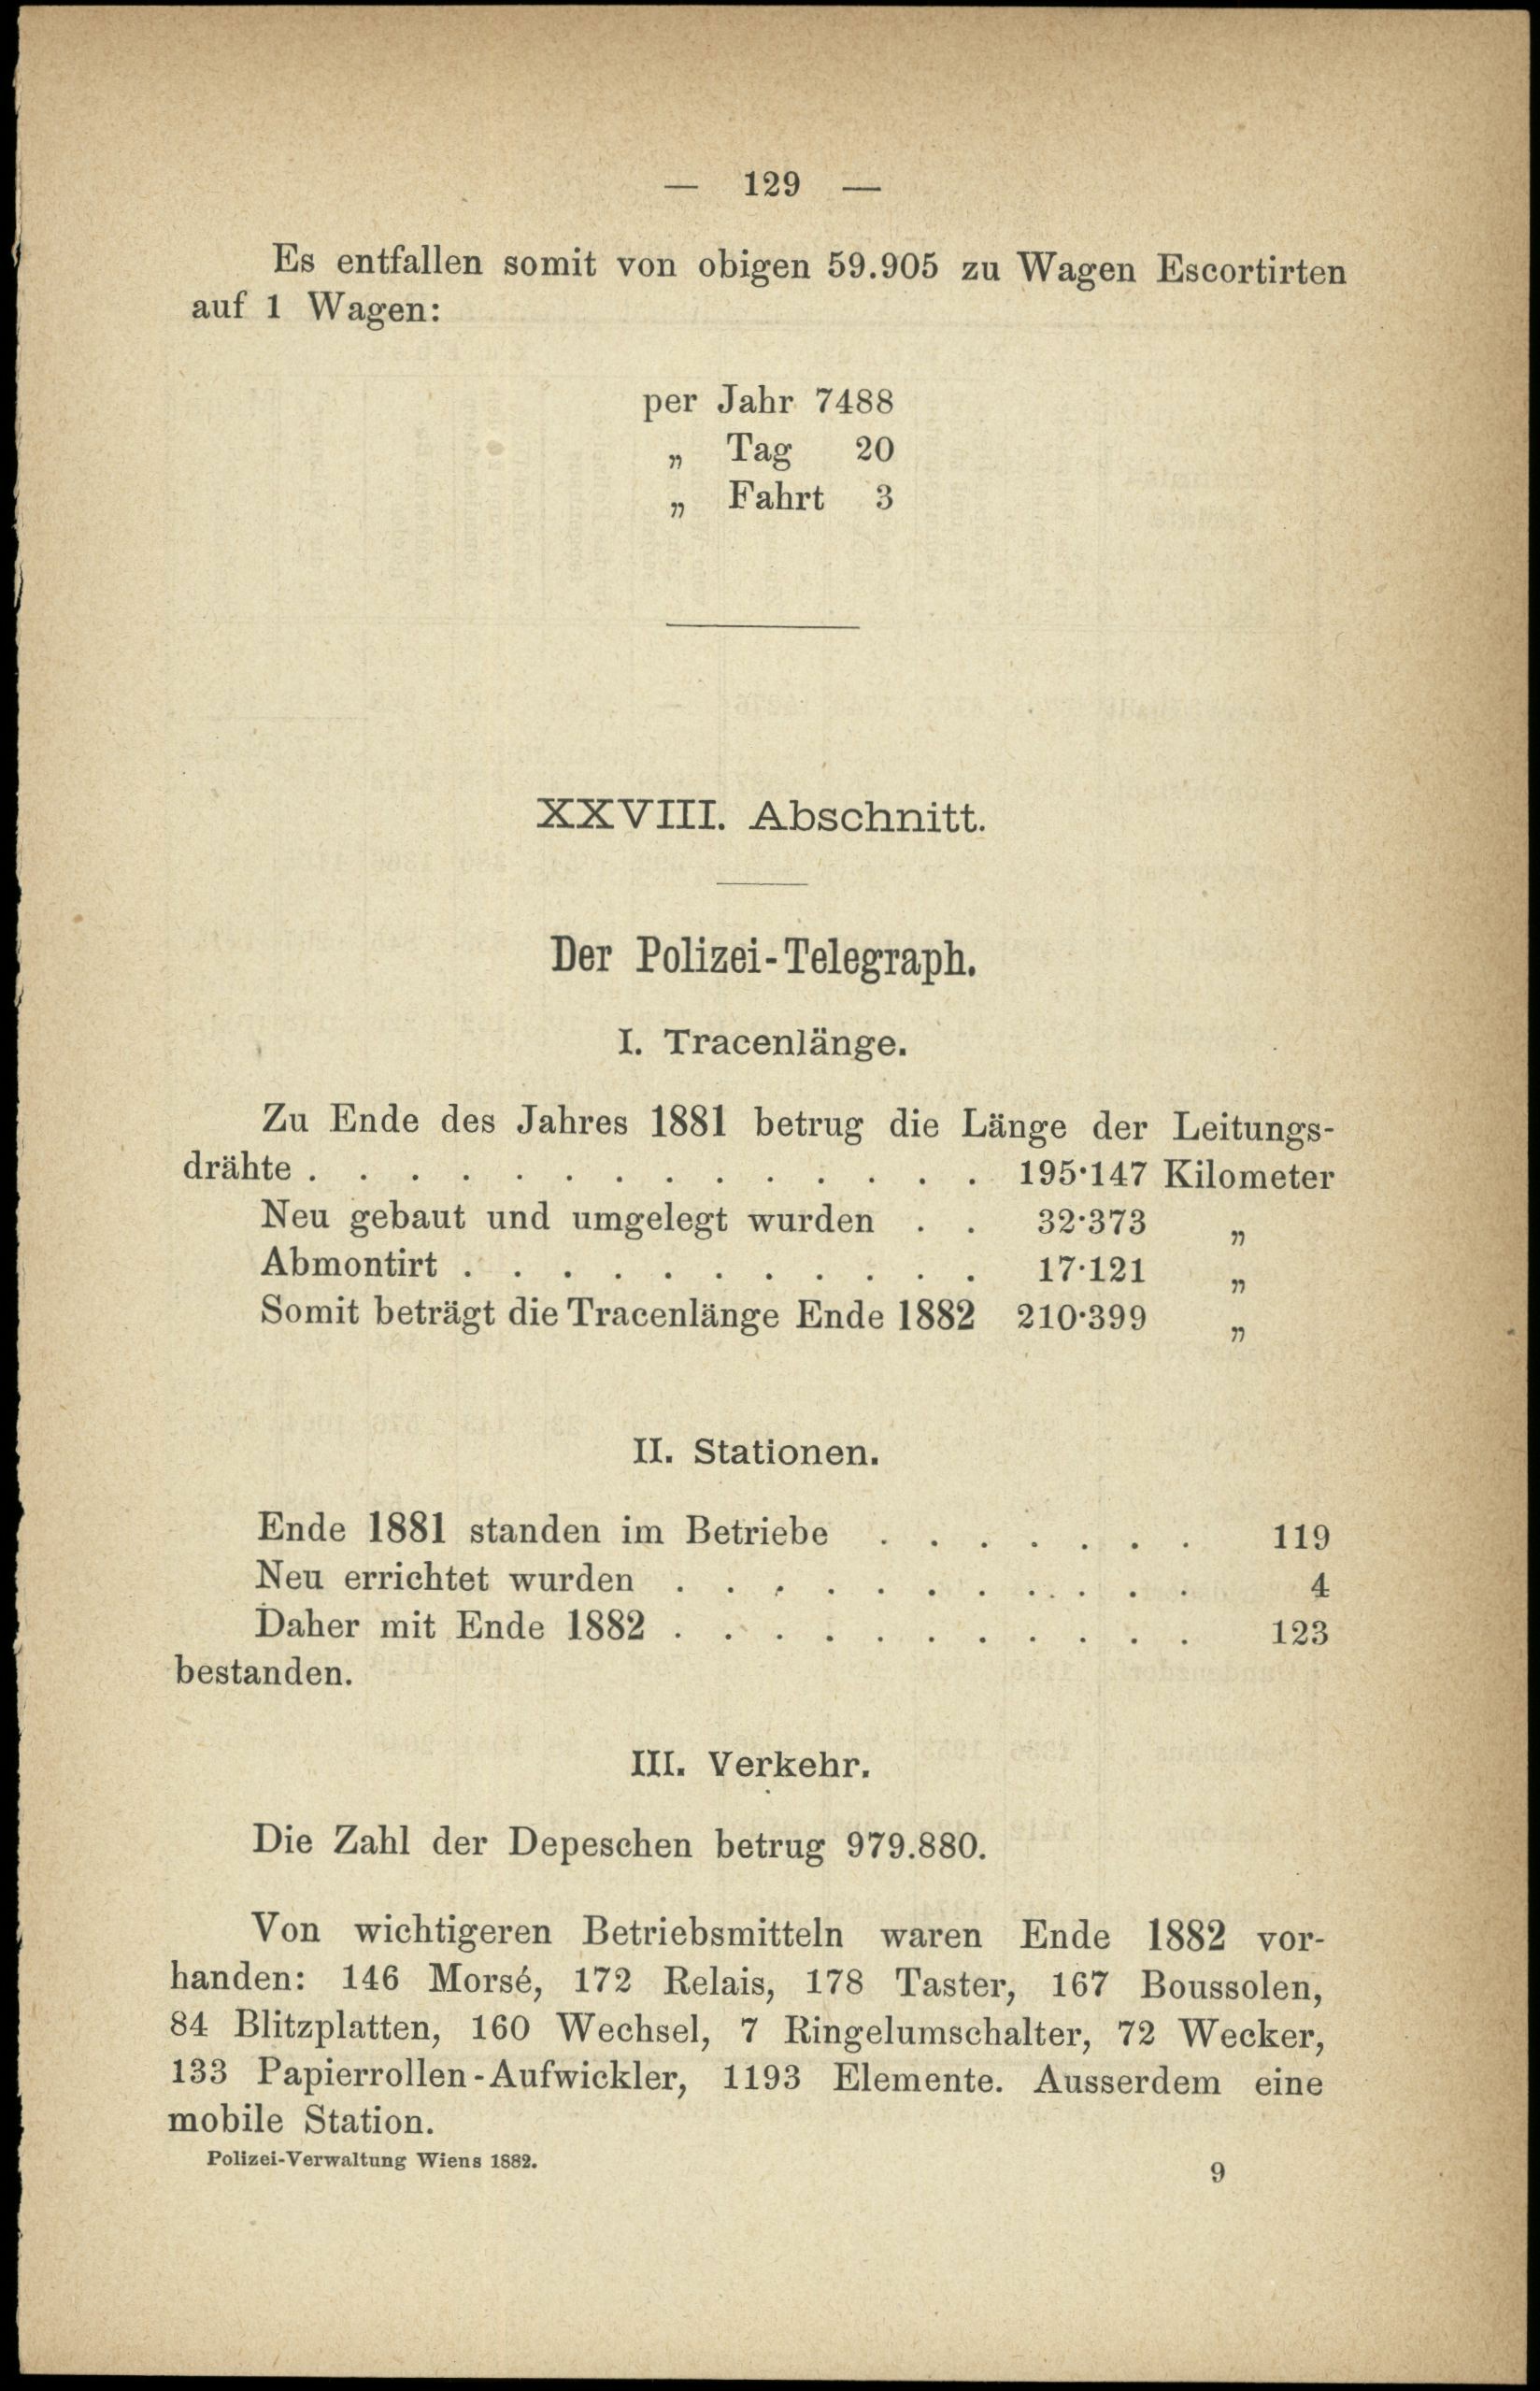 — 129 —
Es entfallen somit von obigen 59.905 zu Wagen Escortirten
auf 1 Wagen:
per Jahr 7488
„ Tag 20
„ Fahrt 3
XXVIII. Abschnitt.
Der Polizei-Telegraph.
I. Tracenlänge.
Zu Ende des Jahres 1881 betrug die Länge der Leitungs-
drähte . . . . . . . . . . . . . . 195·147 Kilometer
Neu gebaut und umgelegt wurden . . 32·373 „
Abmontirt . . . . . . . . . . . 17·121 „
Somit beträgt die Tracenlänge Ende 1882 210·399 „
II. Stationen.
Ende 1881 standen im Betriebe . . . . . . . 119
Neu errichtet wurden . . . . . . . . . . . 4
Daher mit Ende 1882 . . . . . . . . . . . 123
bestanden.
III. Verkehr.
Die Zahl der Depeschen betrug 979.880.
Von wichtigeren Betriebsmitteln waren Ende 1882 vor-
handen: 146 Morsé, 172 Relais, 178 Taster, 167 Boussolen,
84 Blitzplatten, 160 Wechsel, 7 Ringelumschalter, 72 Wecker,
133 Papierrollen-Aufwickler, 1193 Elemente. Ausserdem eine
mobile Station.
Polizei-Verwaltung Wiens 1882. 9